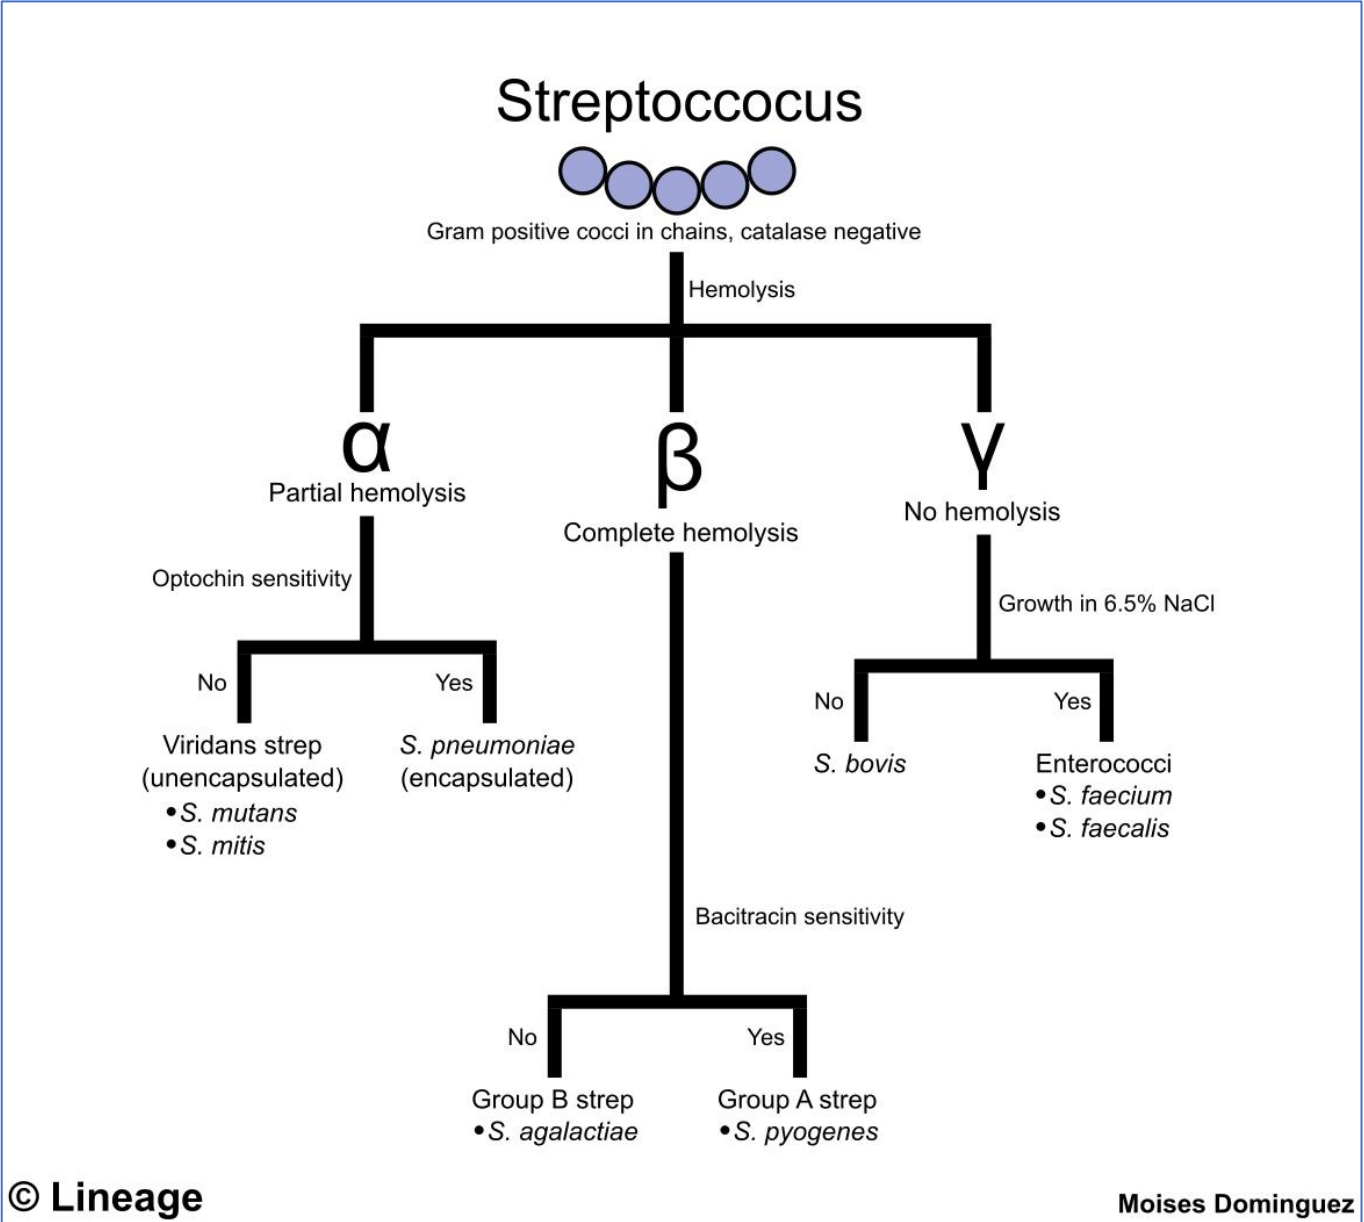 Streptoccocus
Gram positive cocci in chains, catalase negative
Hemolysis
α
Partial hemolysis
Optochin sensitivity
No
Yes
Viridans strep
(unencapsulated)
•S. mutans
•S. mitis
S. pneumoniae
(encapsulated)
β
Complete hemolysis
Bacitracin sensitivity
No
Yes
Group B strep
•S. agalactiae
Group A strep
•S. pyogenes
γ
No hemolysis
Growth in 6.5% NaCl
No
Yes
S. bovis
Enterococci
•S. faecium
•S. faecalis
© Lineage
Moises Dominguez